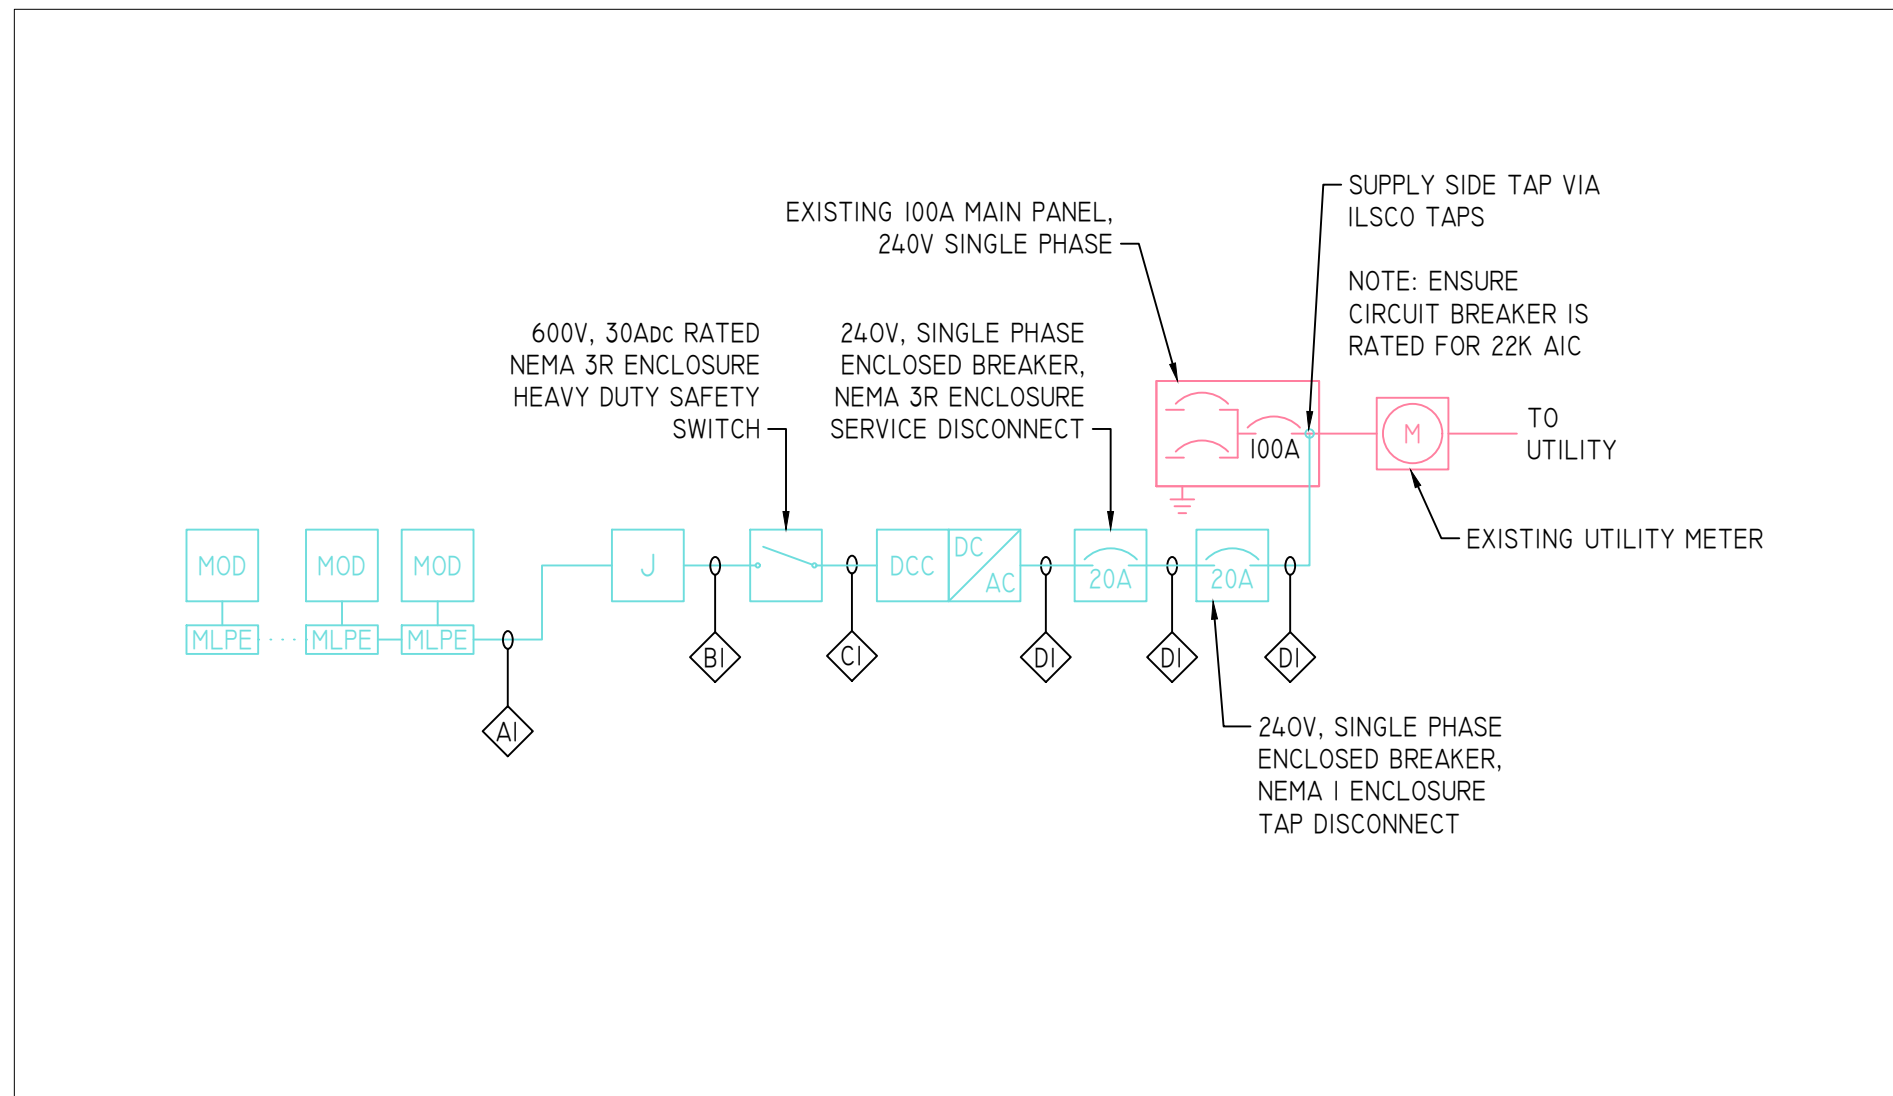 SUPPLY SIDE TAP VIA
ILSCO TAPS
NOTE: ENSURE
CIRCUIT BREAKER IS
RATED FOR 22K AIC
EXISTING 100A MAIN PANEL,
240V SINGLE PHASE
600V, 30ADC RATED
NEMA 3R ENCLOSURE
HEAVY DUTY SAFETY
SWITCH
240V, SINGLE PHASE
ENCLOSED BREAKER,
NEMA 3R ENCLOSURE
SERVICE DISCONNECT
100A
M
TO
UTILITY
EXISTING UTILITY METER
MOD
MOD
MOD
J
DCC
DC
AC
20A
20A
MLPE
MLPE
MLPE
A1
B1
C1
D1
D1
D1
240V, SINGLE PHASE
ENCLOSED BREAKER,
NEMA 1 ENCLOSURE
TAP DISCONNECT